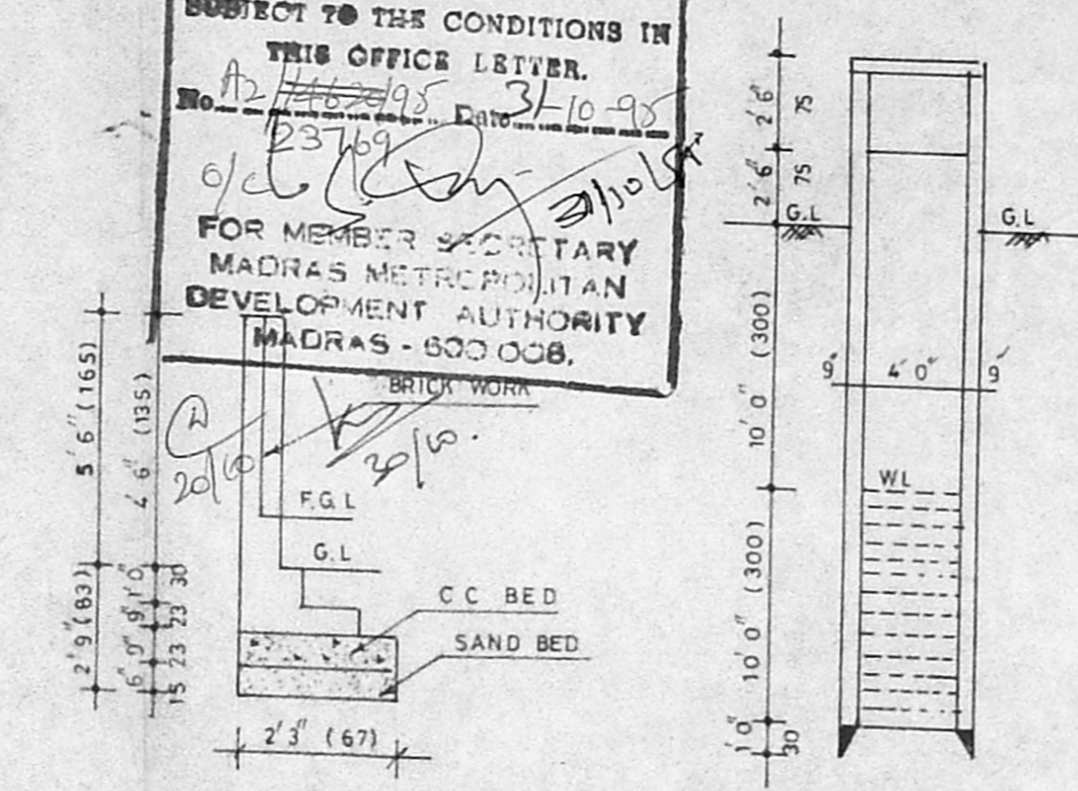 SUBJECT TO THE CONDITIONS IN
THIS OFFICE LETTER.
No. A2/14620/95 Date 31-10-95
23769
O/C
31/10/95
FOR MEMBER SECRETARY
MADRAS METROPOLITAN
DEVELOPMENT AUTHORITY
MADRAS - 600 008.
BRICK WORK
20/10
30/10.
5' 6" (165)
4' 6" (135)
F.G.L
G.L
1' 0" 30
9" 23
9" 23
6" 15
2' 9" (83)
C C BED
SAND BED
2' 3" (67)
2' 6" 75
2' 6" 75
G.L
G.L
10' 0" (300)
9" 4' 0" 9"
WL
10' 0" (300)
1' 0" 30